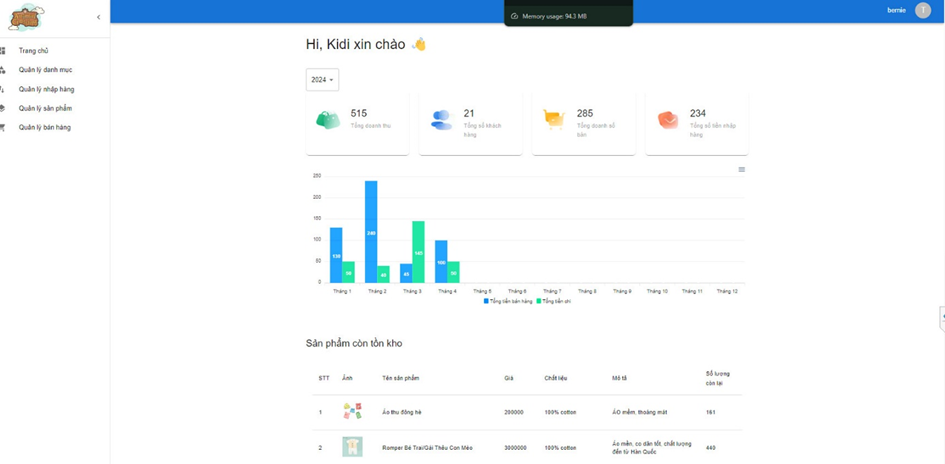 Memory usage: 94.3 MB
bernie
T
Trang chủ
Quản lý danh mục
Quản lý nhập hàng
Quản lý sản phẩm
Quản lý bán hàng
Hi, Kidi xin chào
2024
515
Tổng doanh thu
21
Tổng số khách
hàng
285
Tổng doanh số
bán
234
Tổng số tiền nhập
hàng
250
200
150
100
50
0
130
50
240
40
45
145
100
50
Tháng 1 Tháng 2 Tháng 3 Tháng 4 Tháng 5 Tháng 6 Tháng 7 Tháng 8 Tháng 9 Tháng 10 Tháng 11 Tháng 12
Tổng tiền bán hàng Tổng tiền chi
Sản phẩm còn tồn kho
STT Ảnh Tên sản phẩm Giá Chất liệu Mô tả Số lượng
còn lại
1 Áo thu đông hè 200000 100% cotton ÁO mềm, thoáng mát 161
2 Romper Bé Trai/Gái Thêu Con Mèo 3000000 100% cotton Áo mền, co dãn tốt, chất lượng
đến từ Hàn Quốc 440